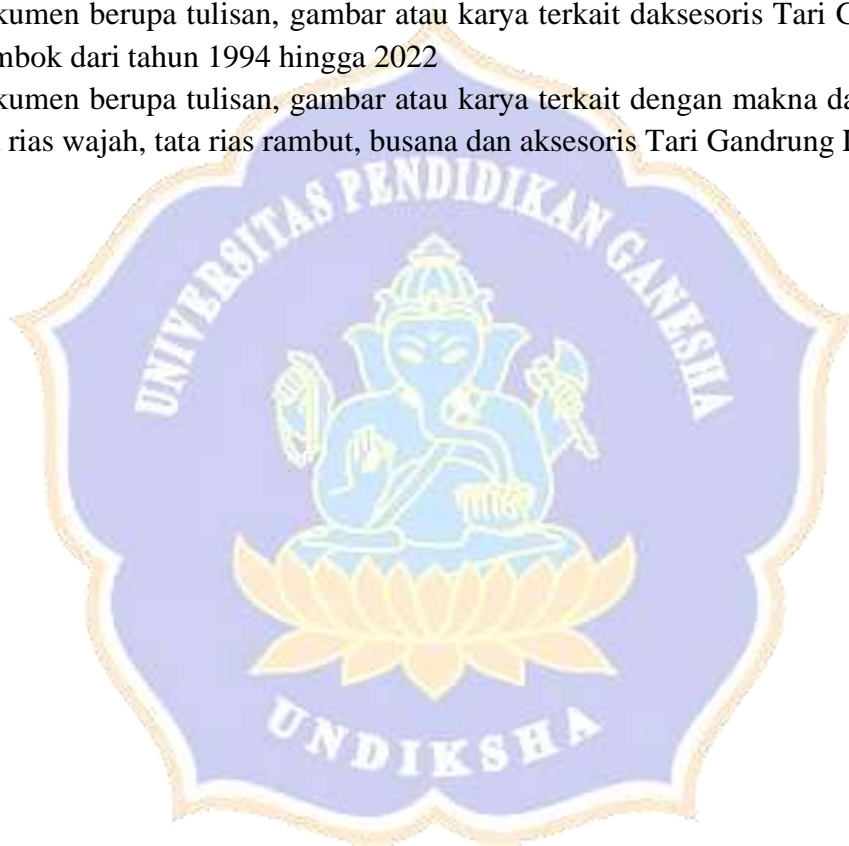 kumen berupa tulisan, gambar atau karya terkait daksesoris Tari G
mbok dari tahun 1994 hingga 2022
kumen berupa tulisan, gambar atau karya terkait dengan makna da
rias wajah, tata rias rambut, busana dan aksesoris Tari Gandrung
UNIVERSITAS PENDIDIKAN GANESHA
UNDIKSHA